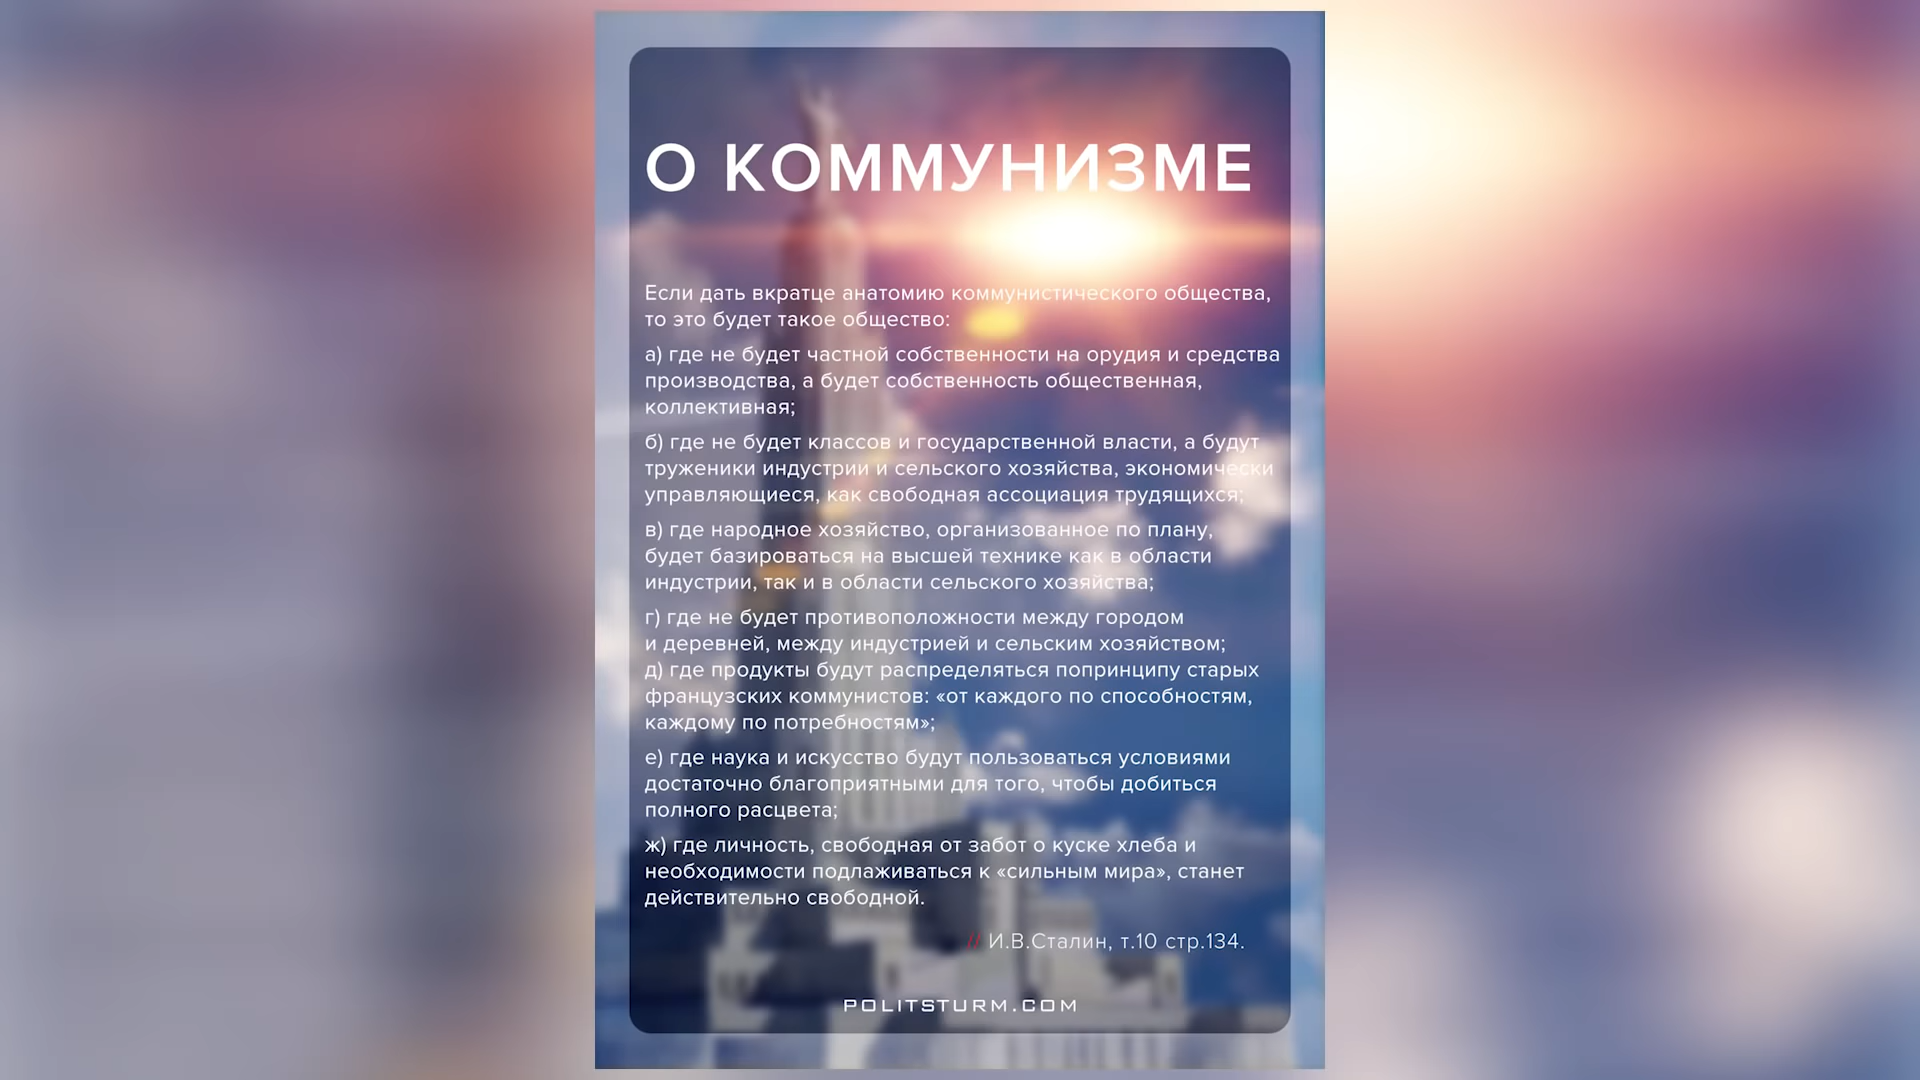 О КОММУНИЗМЕ
Если дать вкратце анатомию коммунистического общества,
то это будет такое общество:
а) где не будет частной собственности на орудия и средства
производства, а будет собственность общественная,
коллективная;
б) где не будет классов и государственной власти, а будут
труженики индустрии и сельского хозяйства, экономически
управляющиеся, как свободная ассоциация трудящихся;
в) где народное хозяйство, организованное по плану,
будет базироваться на высшей технике как в области
индустрии, так и в области сельского хозяйства;
г) где не будет противоположности между городом
и деревней, между индустрией и сельским хозяйством;
д) где продукты будут распределяться попринципу старых
французских коммунистов: «от каждого по способностям,
каждому по потребностям»;
е) где наука и искусство будут пользоваться условиями
достаточно благоприятными для того, чтобы добиться
полного расцвета;
ж) где личность, свободная от забот о куске хлеба и
необходимости подлаживаться к «сильным мира», станет
действительно свободной.
// И.В.Сталин, т.10 стр.134.
POLITSTURM.COM